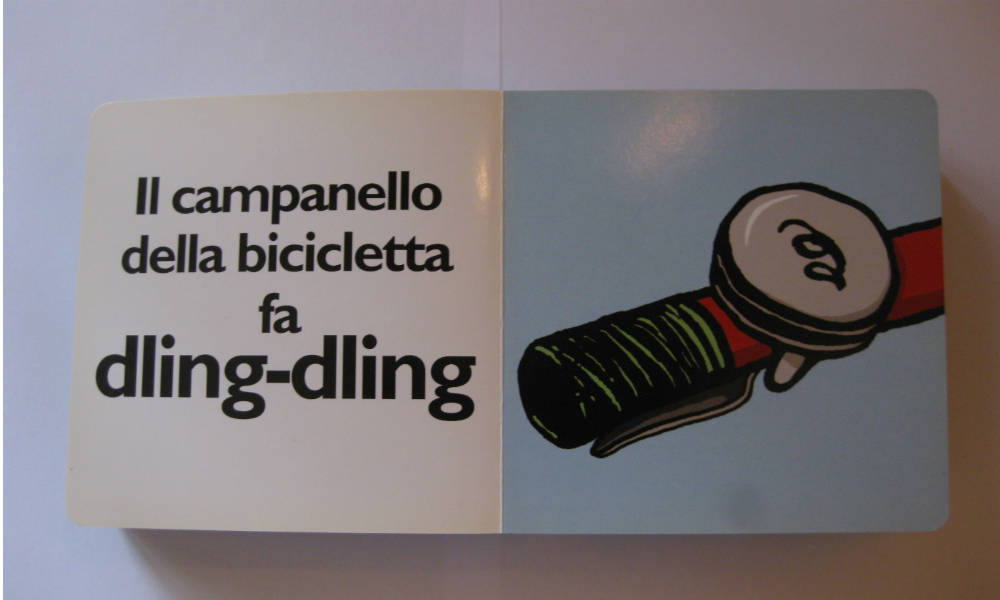 Il campanello
della bicicletta
fa
dling-dling